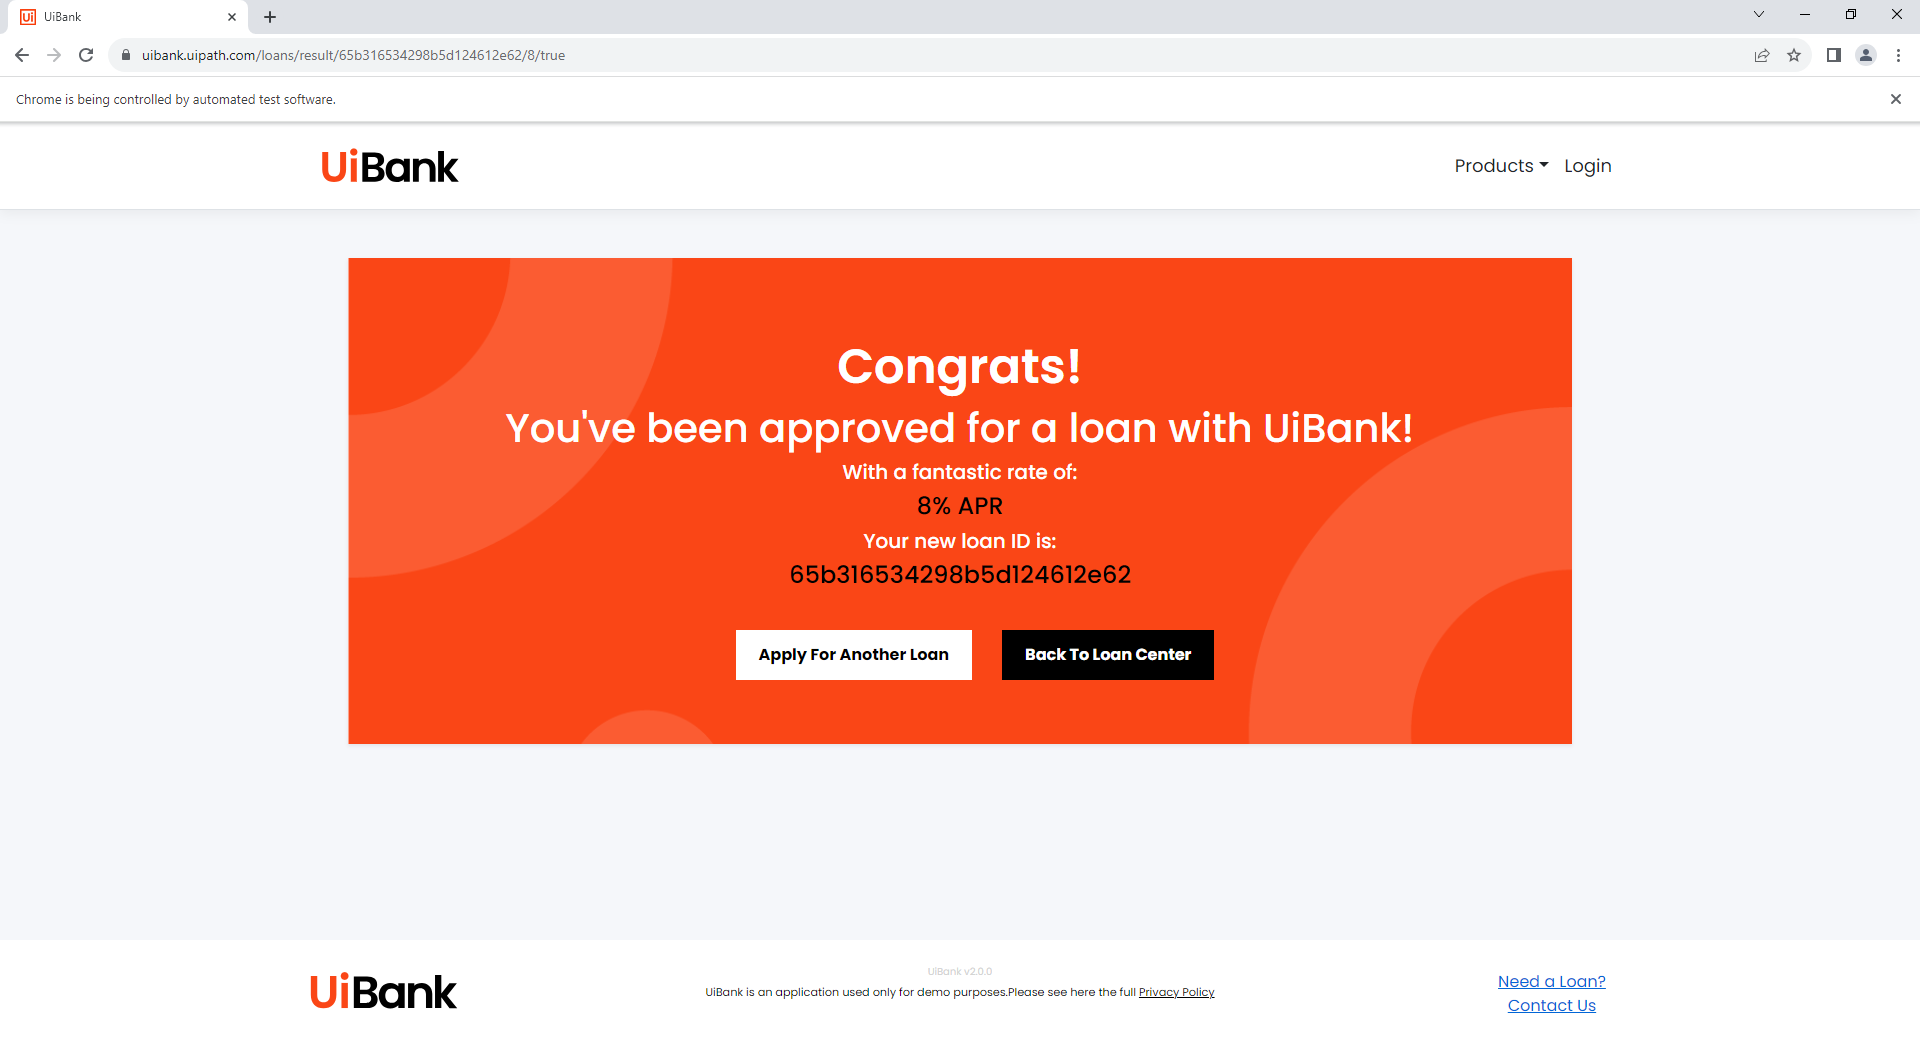 UiBank
uibank.uipath.com/loans/result/65b316534298b5d124612e62/8/true
Chrome is being controlled by automated test software.
UiBank
Products
Login
Congrats!
You've been approved for a loan with UiBank!
With a fantastic rate of:
8% APR
Your new loan ID is:
65b316534298b5d124612e62
Apply For Another Loan
Back To Loan Center
UiBank
UiBank v2.0.0
UiBank is an application used only for demo purposes.Please see here the full Privacy Policy
Need a Loan?
Contact Us